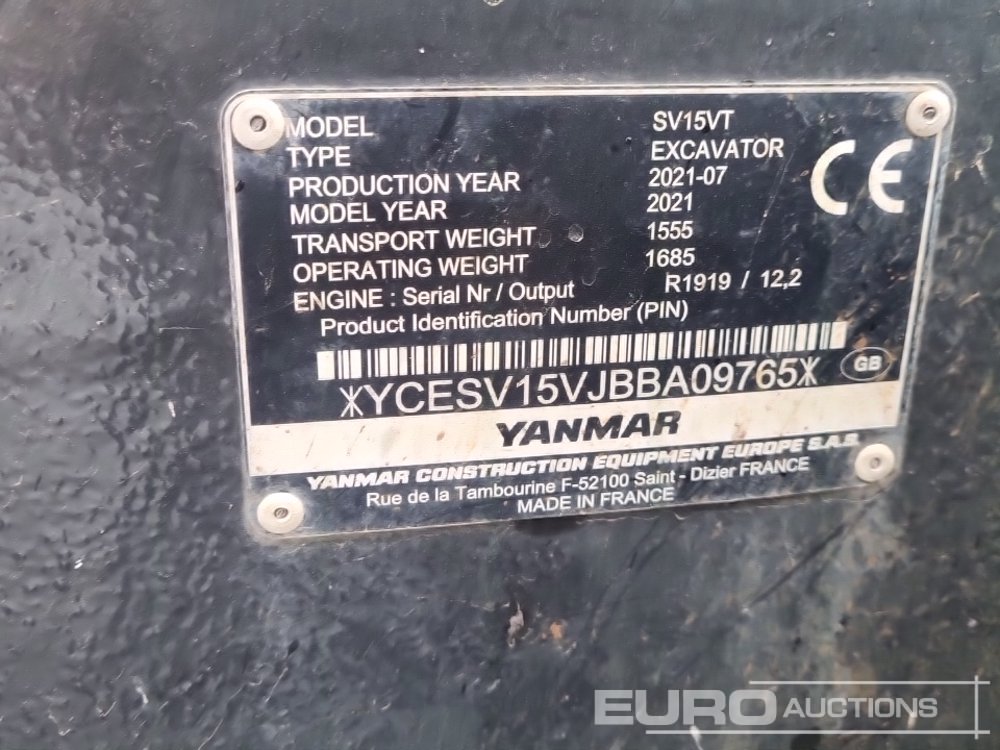 MODEL SV15VT
TYPE EXCAVATOR
PRODUCTION YEAR 2021-07
MODEL YEAR 2021
TRANSPORT WEIGHT 1555
OPERATING WEIGHT 1685
ENGINE : Serial Nr / Output R1919 / 12,2
CE
Product Identification Number (PIN)
*YCESV15VJBBA09765*
GB
YANMAR
YANMAR CONSTRUCTION EQUIPMENT EUROPE S.A.S.
Rue de la Tambourine F-52100 Saint - Dizier FRANCE
MADE IN FRANCE
EURO AUCTIONS